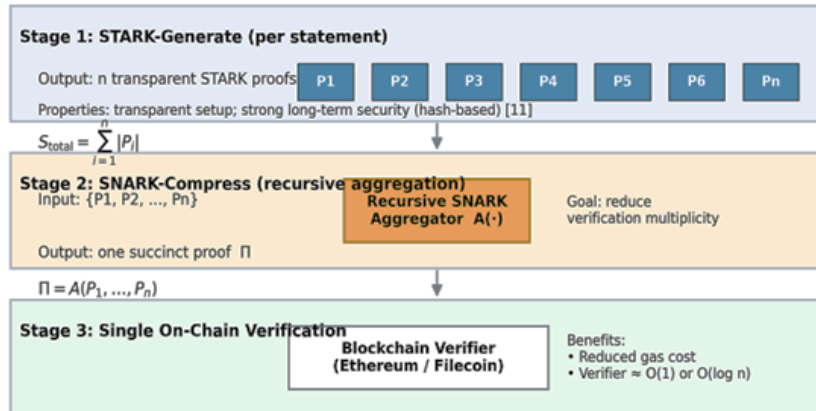 Stage 1: STARK-Generate (per statement)
Output: n transparent STARK proofs
P1 P2 P3 P4 P5 P6 Pn
Properties: transparent setup; strong long-term security (hash-based) [11]
S_total = ∑_{i=1}^{n} |P_i|
Stage 2: SNARK-Compress (recursive aggregation)
Input: {P1, P2, ..., Pn}
Recursive SNARK
Aggregator A(·)
Goal: reduce
verification multiplicity
Output: one succinct proof Π
Π = A(P_1, ..., P_n)
Stage 3: Single On-Chain Verification
Blockchain Verifier
(Ethereum / Filecoin)
Benefits:
• Reduced gas cost
• Verifier ≈ O(1) or O(log n)